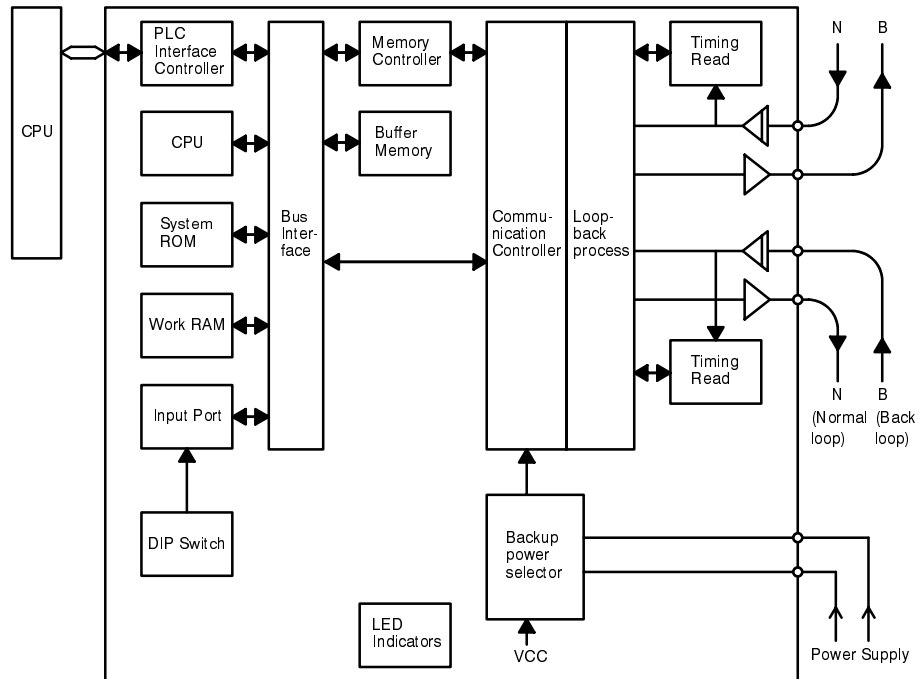 CPU
PLC
Interface
Controller
CPU
System
ROM
Work RAM
Input Port
DIP Switch
Bus
Inter-
face
Memory
Controller
Buffer
Memory
LED
Indicators
Commu-
nication
Controller
Loop-
back
process
Timing
Read
Timing
Read
Backup
power
selector
VCC
N B
N B
(Normal (Back
loop) loop)
Power Supply